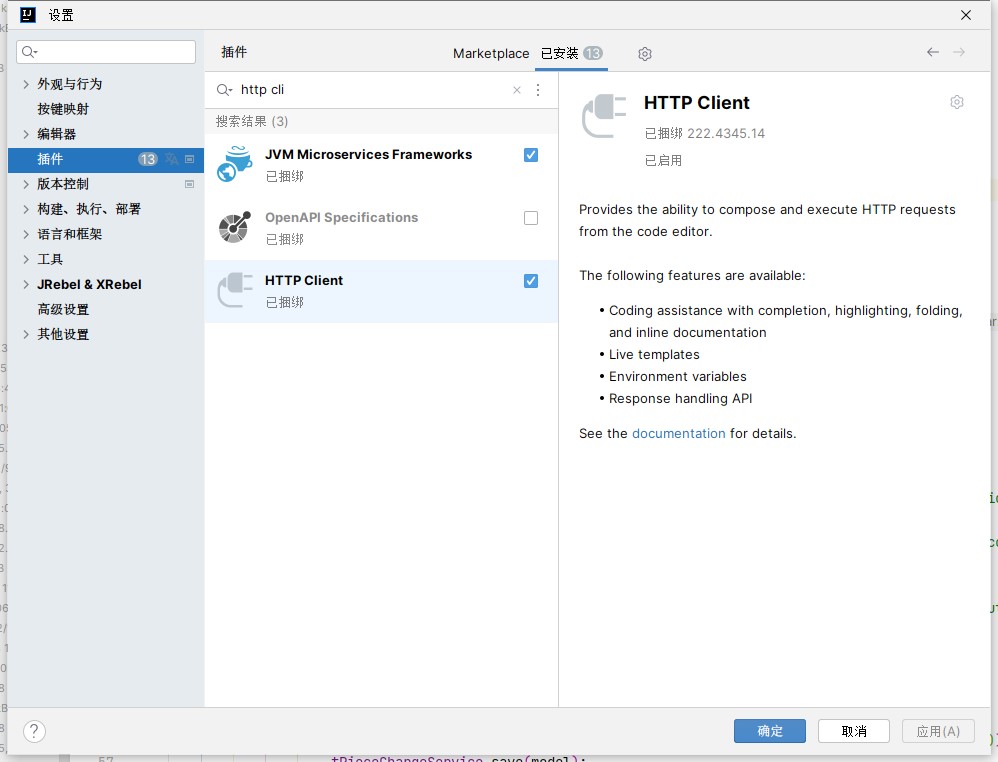 设置
插件
Marketplace
已安装 13
外观与行为
按键映射
编辑器
插件 13
版本控制
构建、执行、部署
语言和框架
工具
JRebel & XRebel
高级设置
其他设置
http cli
搜索结果 (3)
JVM Microservices Frameworks
已捆绑
OpenAPI Specifications
已捆绑
HTTP Client
已捆绑
HTTP Client
已捆绑 222.4345.14
已启用
Provides the ability to compose and execute HTTP requests
from the code editor.
The following features are available:
• Coding assistance with completion, highlighting, folding,
and inline documentation
• Live templates
• Environment variables
• Response handling API
See the documentation for details.
?
确定
取消
应用(A)
57